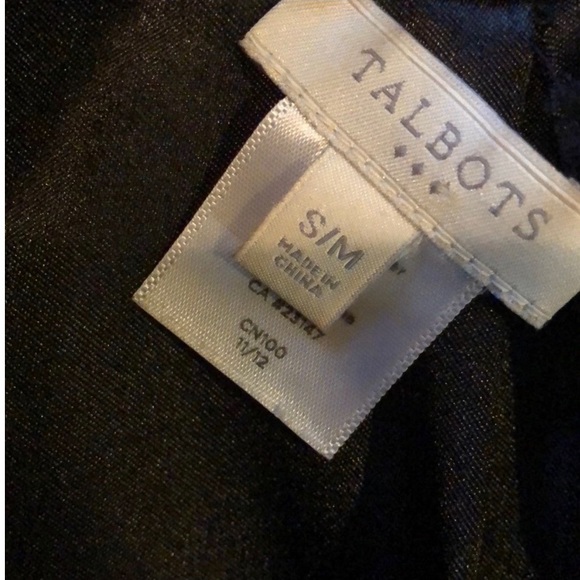 TALBOTS
S/M
MADE IN
CHINA
CA #23147
CN100
11/12